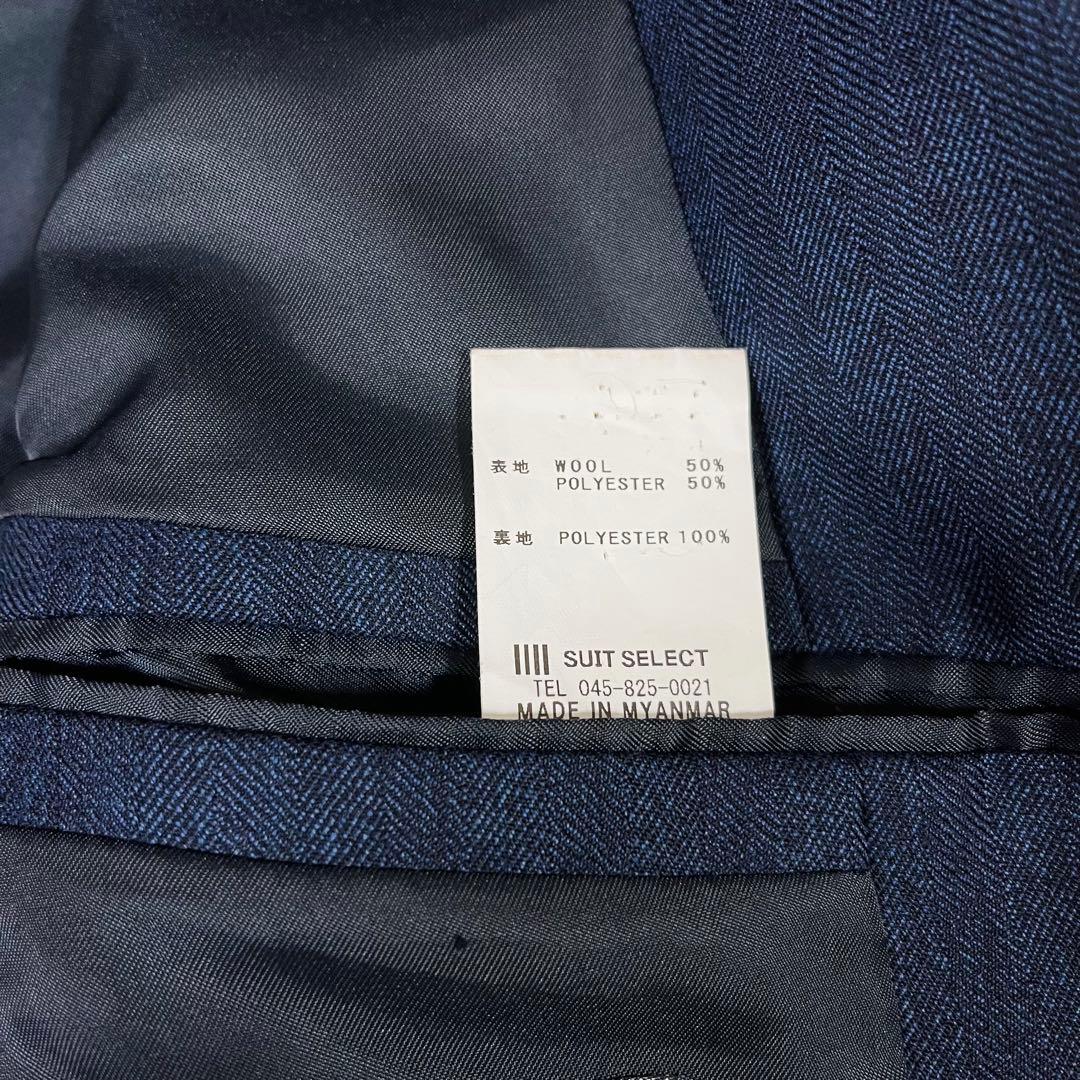 表地 WOOL 50%
POLYESTER 50%
裏地 POLYESTER 100%
SUIT SELECT
TEL 045-825-0021
MADE IN MYANMAR